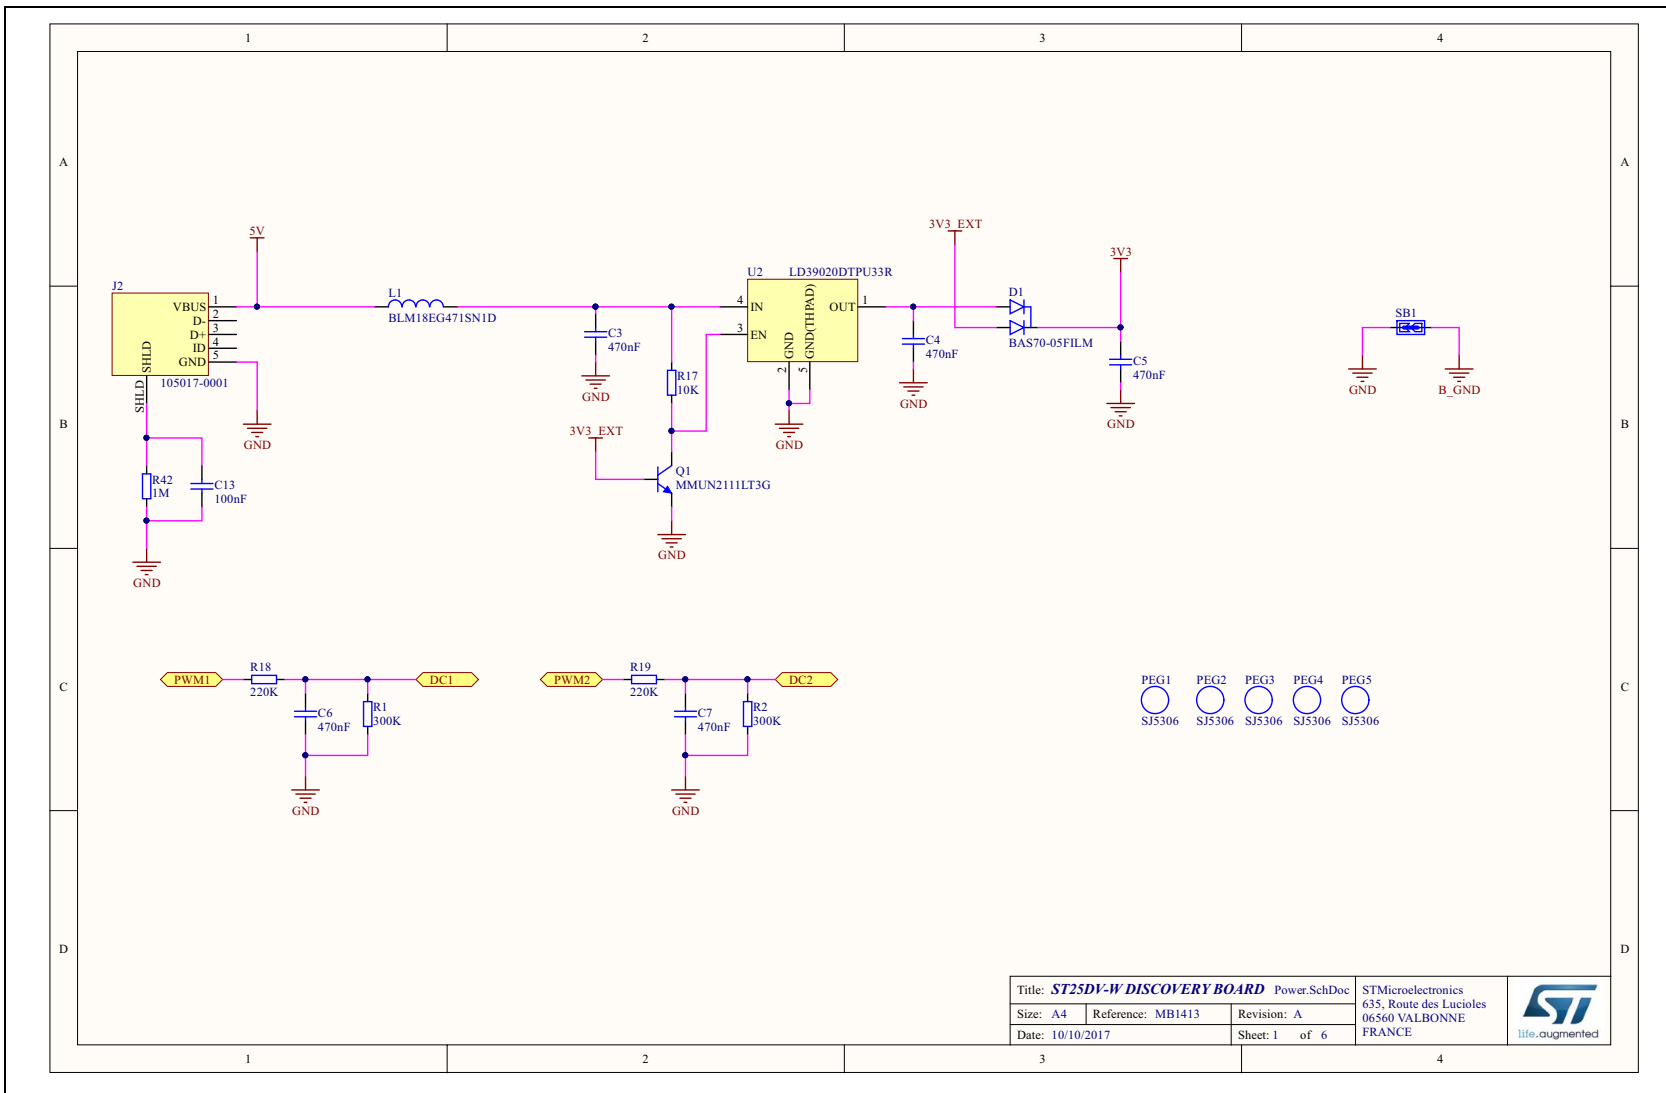 1 2 3 4
A A
3V3_EXT
5V
3V3
J2
U2 LD39020DTPU33R
L1
D1
VBUS 1
D- 2
D+ 3
ID 4
GND 5
SHLD
SHLD
105017-0001
BLM18EG471SN1D
4 IN
3 EN
OUT 1
GND
GND(THPAD)
2
5
C3
470nF
GND
R17
10K
C4
470nF
GND
BAS70-05FILM
C5
470nF
GND
SB1
GND
B_GND
B B
GND
GND
3V3_EXT
Q1
MMUN2111LT3G
GND
R42
1M
C13
100nF
GND
C C
PWM1
R18
220K
DC1
C6
470nF
R1
300K
GND
PWM2
R19
220K
DC2
C7
470nF
R2
300K
GND
PEG1 PEG2 PEG3 PEG4 PEG5
SJ5306 SJ5306 SJ5306 SJ5306 SJ5306
D D
Title: ST25DV-W DISCOVERY BOARD Power.SchDoc
Size: A4 Reference: MB1413 Revision: A
Date: 10/10/2017 Sheet: 1 of 6
STMicroelectronics
635, Route des Lucioles
06560 VALBONNE
FRANCE
ST
life.augmented
1 2 3 4